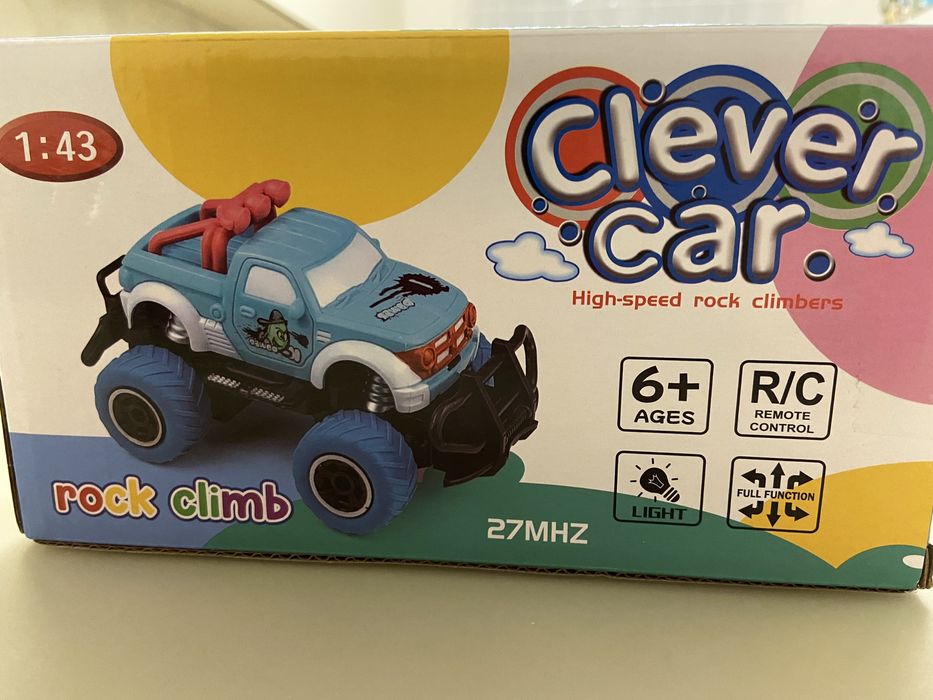 1:43
Clever
car
High-speed rock climbers
6+
AGES
R/C
REMOTE
CONTROL
LIGHT
FULL FUNCTION
rock climb
27MHZ